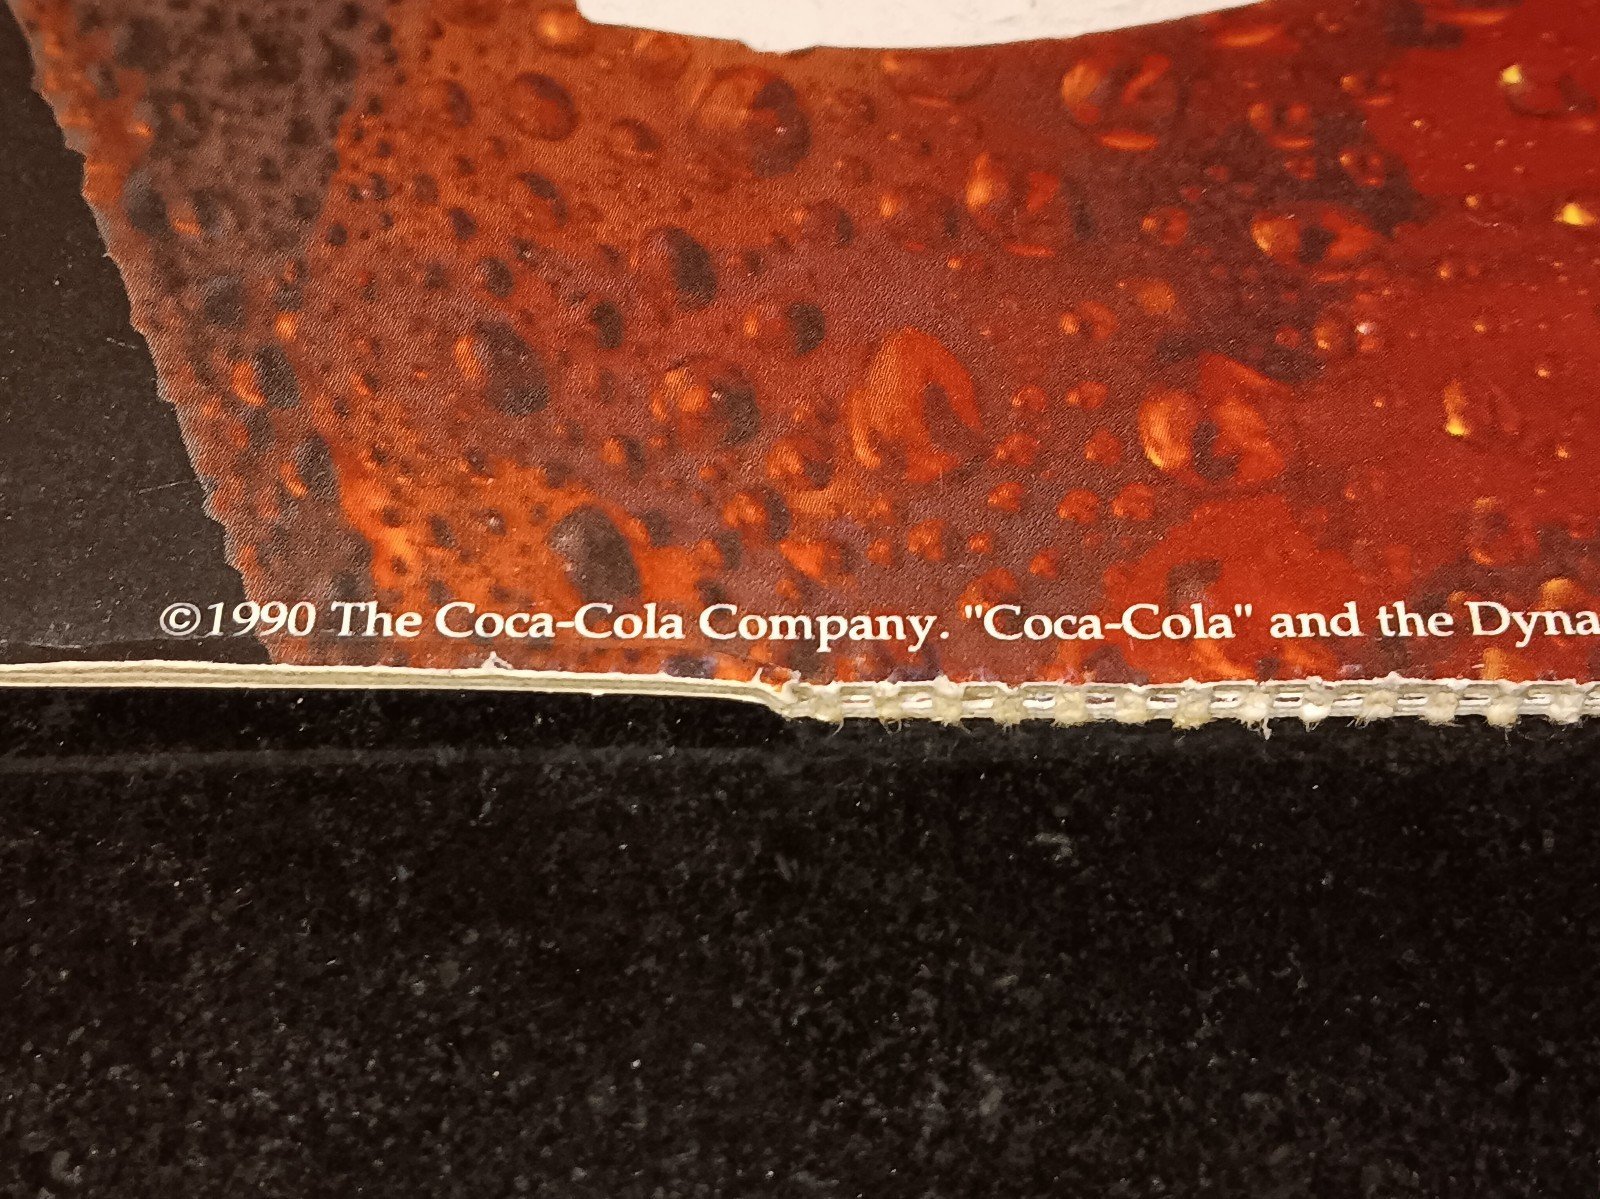 ©1990 The Coca-Cola Company. "Coca-Cola" and the Dyna